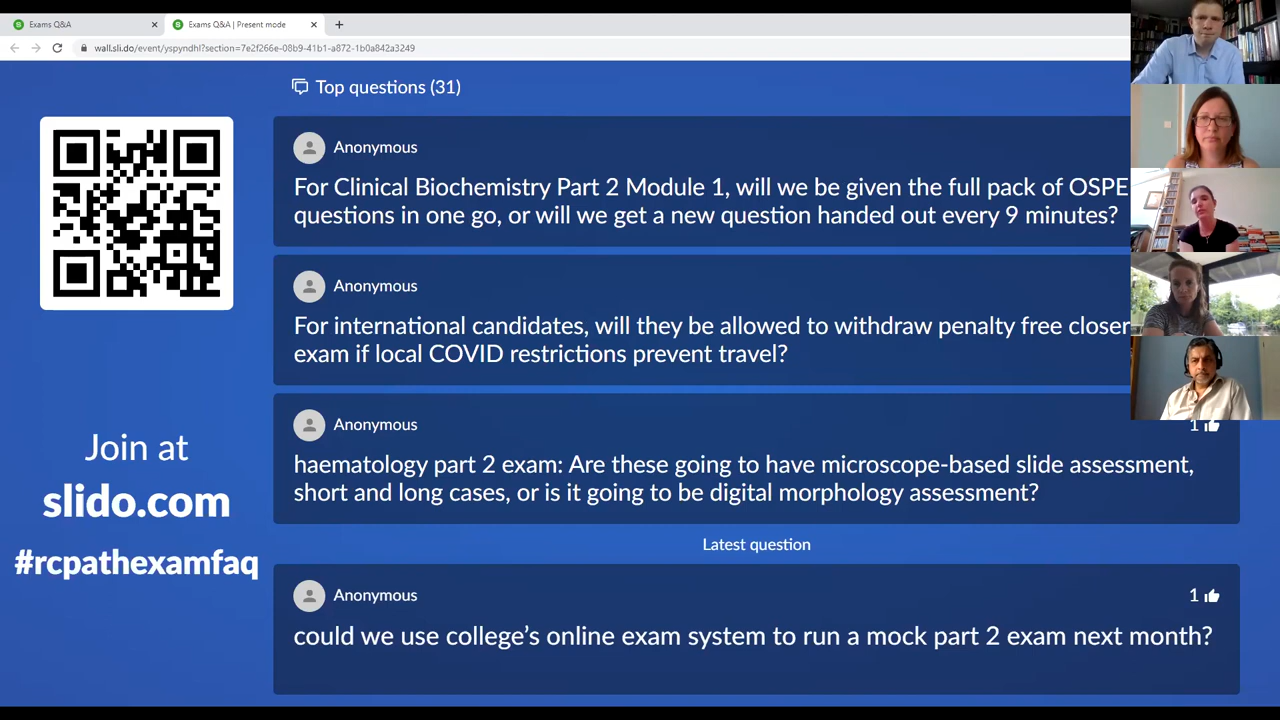 Exams Q&A
Exams Q&A | Present mode
wall.sli.do/event/yspyndhl?section=7e2f266e-08b9-41b1-a872-1b0a842a3249
Top questions (31)
Anonymous
For Clinical Biochemistry Part 2 Module 1, will we be given the full pack of OSPE
questions in one go, or will we get a new question handed out every 9 minutes?
Anonymous
For international candidates, will they be allowed to withdraw penalty free closer
exam if local COVID restrictions prevent travel?
Anonymous
1
haematology part 2 exam: Are these going to have microscope-based slide assessment,
short and long cases, or is it going to be digital morphology assessment?
Join at
slido.com
#rcpathexamfaq
Latest question
Anonymous
1
could we use college's online exam system to run a mock part 2 exam next month?